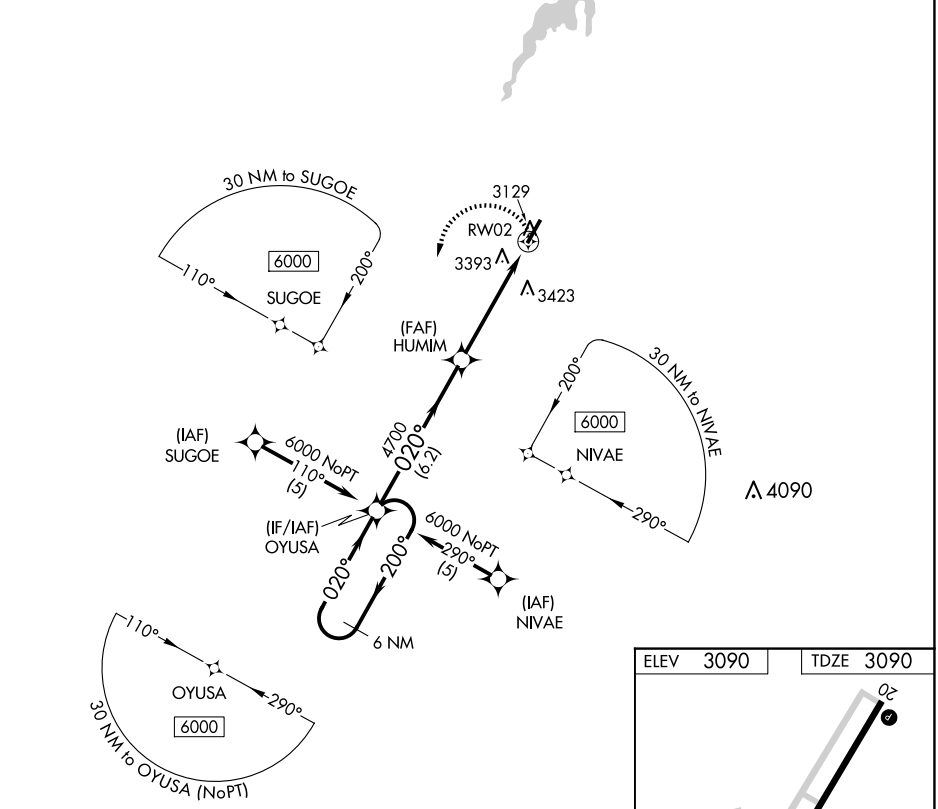 30 NM to SUGOE
6000
110°
200°
SUGOE
3129
RW02
3393
3423
(FAF)
HUMIM
30 NM to NIVAE
200°
6000
NIVAE
290°
4090
(IAF)
SUGOE
6000 NoPT
110°
(5)
4700
020°
(6.2)
(IF/IAF)
OYUSA
6000 NoPT
290°
(5)
(IAF)
NIVAE
020°
200°
6 NM
110°
OYUSA
290°
6000
30 NM to OYUSA (NoPT)
ELEV 3090
TDZE 3090
20
P